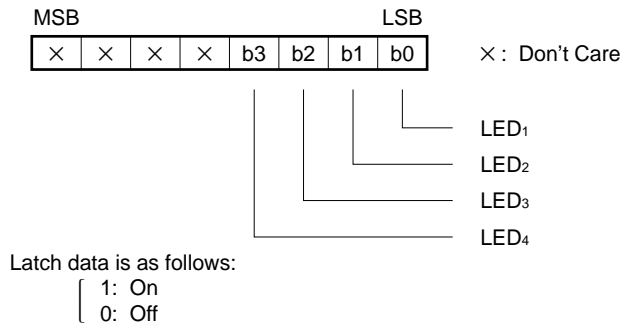 MSB LSB
× × × × b3 b2 b1 b0 ×: Don't Care
LED1
LED2
LED3
LED4
Latch data is as follows:
1: On
0: Off